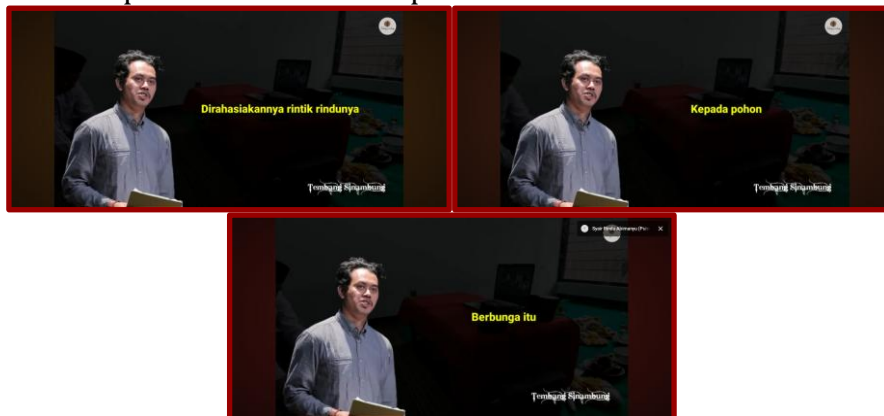 Dirahasiakannya rintik rindunya
Tembang Sinambung
Kepada pohon
Tembang Sinambung
Berbunga itu
Tembang Sinambung